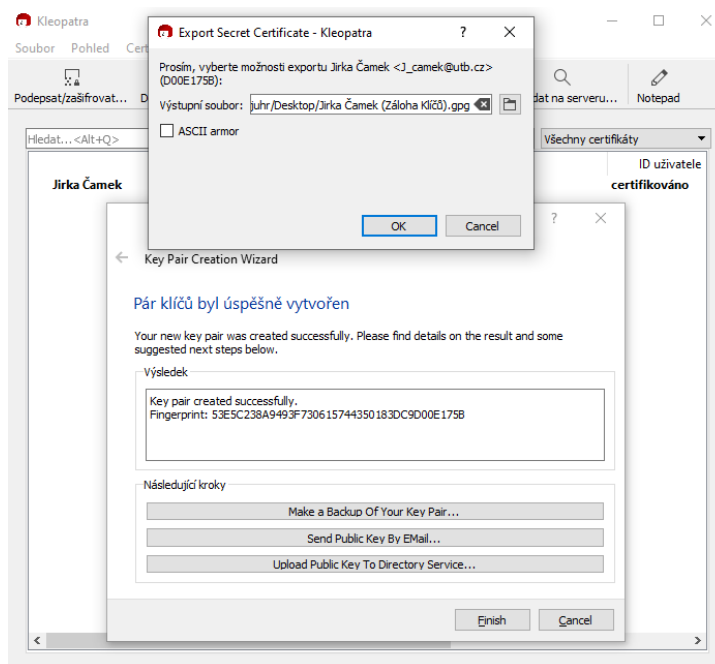 Kleopatra
Soubor Pohled Cert
Podepsat/zašifrovat... D
dat na serveru... Notepad
Hledat...<Alt+Q>
Všechny certifikáty
ID uživatele
Jirka Čamek
certifikováno
Export Secret Certificate - Kleopatra
Prosím, vyberte možnosti exportu Jirka Čamek <J_camek@utb.cz>
(D00E175B):
Výstupní soubor: juhr/Desktop/Jirka Čamek (Záloha Klíčů).gpg
ASCII armor
OK Cancel
Key Pair Creation Wizard
Pár klíčů byl úspěšně vytvořen
Your new key pair was created successfully. Please find details on the result and some
suggested next steps below.
Výsledek
Key pair created successfully.
Fingerprint: 53E5C238A9493F730615744350183DC9D00E175B
Následující kroky
Make a Backup Of Your Key Pair...
Send Public Key By EMail...
Upload Public Key To Directory Service...
Finish Cancel